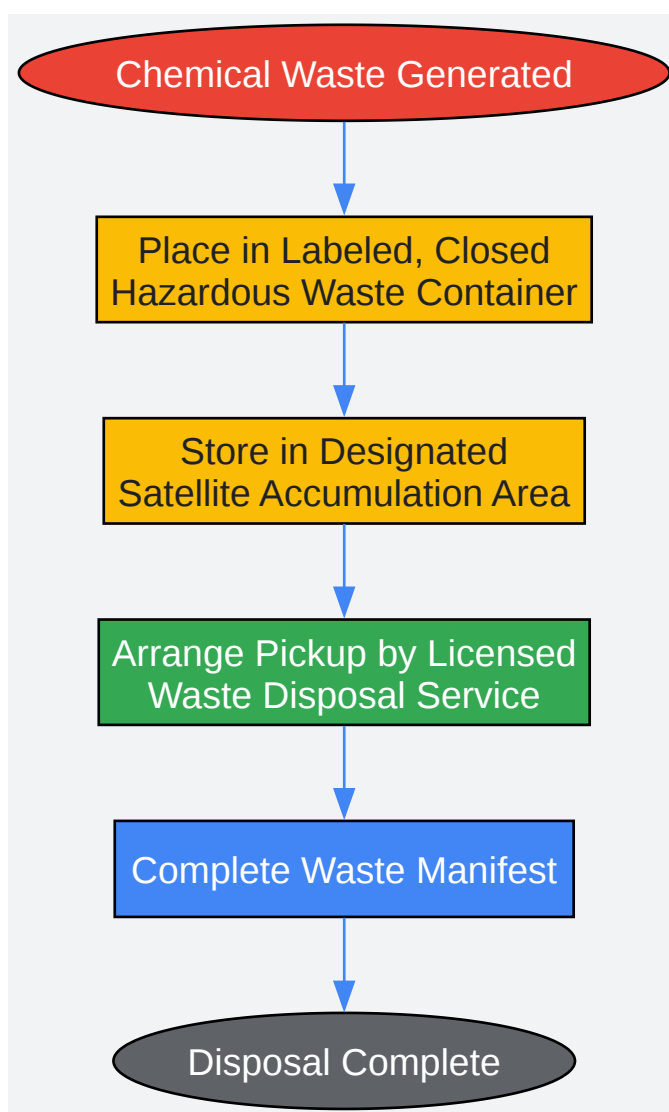 Chemical Waste Generated
Place in Labeled, Closed
Hazardous Waste Container
Store in Designated
Satellite Accumulation Area
Arrange Pickup by Licensed
Waste Disposal Service
Complete Waste Manifest
Disposal Complete